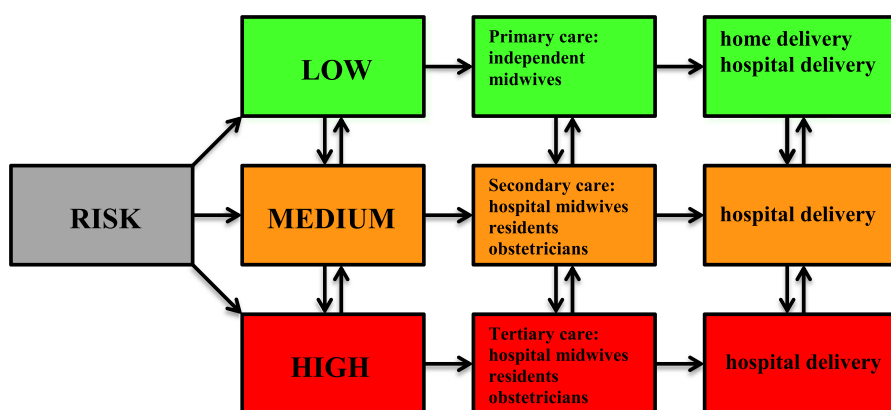 LOW
Primary care:
independent
midwives
home delivery
hospital delivery
RISK
MEDIUM
Secondary care:
hospital midwives
residents
obstetricians
hospital delivery
HIGH
Tertiary care:
hospital midwives
residents
obstetricians
hospital delivery